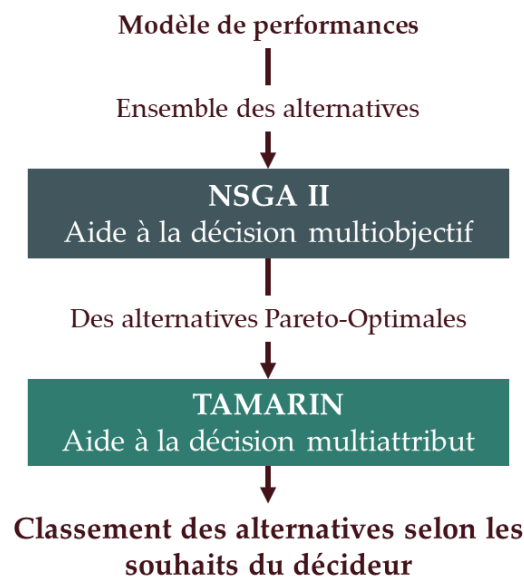 Modèle de performances
Ensemble des alternatives
NSGA II
Aide à la décision multiobjectif
Des alternatives Pareto-Optimales
TAMARIN
Aide à la décision multiattribut
Classement des alternatives selon les
souhaits du décideur